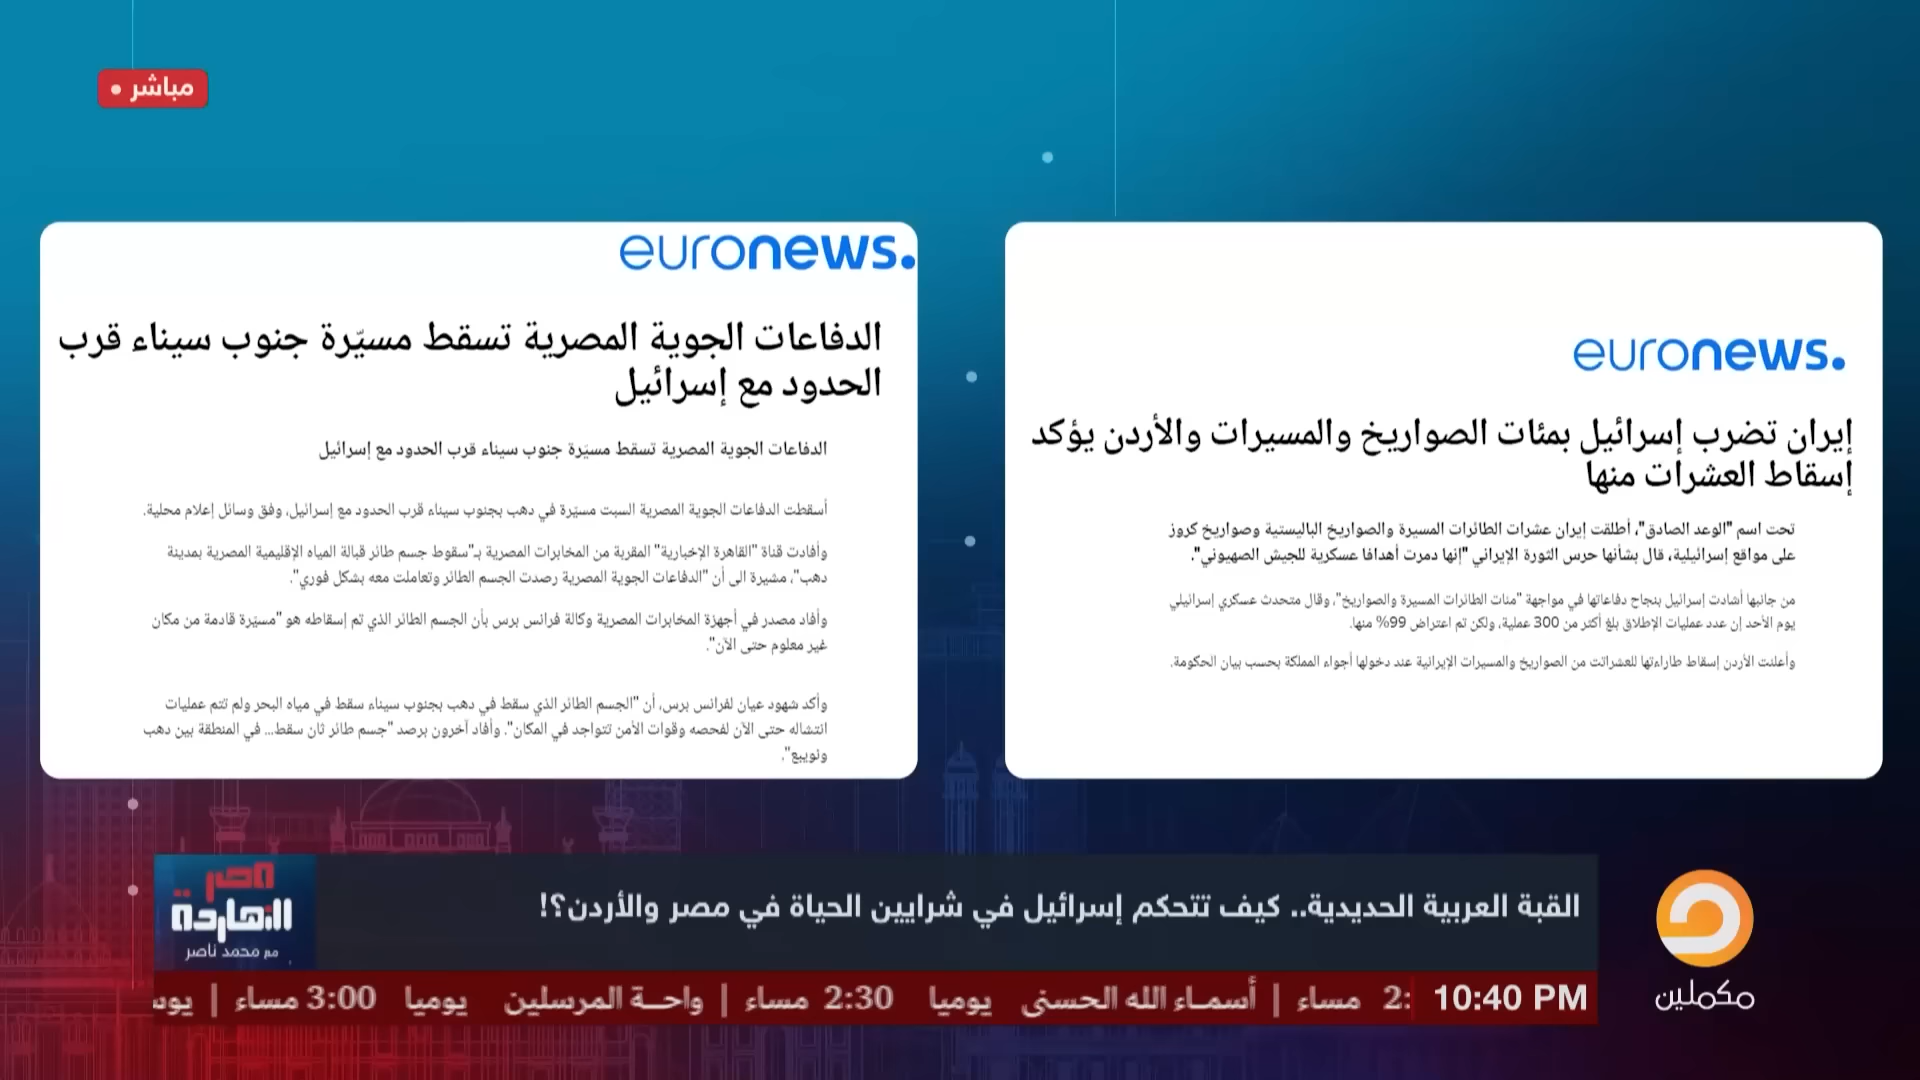 مباشر
euronews.
إيران تضرب إسرائيل بمئات الصواريخ والمسيرات والأردن يؤكد
إسقاط العشرات منها
تحت اسم "الوعد الصادق"، أطلقت إيران عشرات الطائرات المسيرة والصواريخ الباليستية وصواريخ كروز
على مواقع إسرائيلية، قال بشأنها حرس الثورة الإيراني "إنها دمرت أهدافا عسكرية للجيش الصهيوني".
من جانبها أشادت إسرائيل بنجاح دفاعاتها في مواجهة "مئات الطائرات المسيرة والصواريخ"، وقال متحدث عسكري إسرائيلي
يوم الأحد إن عدد عمليات الإطلاق بلغ أكثر من 300 عملية، ولكن تم اعتراض 99% منها.
وأعلنت الأردن إسقاط طاراءتها للعشراتت من الصواريخ والمسيرات الإيرانية عند دخولها أجواء المملكة بحسب بيان الحكومة.
euronews.
الدفاعات الجوية المصرية تسقط مسيّرة جنوب سيناء قرب
الحدود مع إسرائيل
الدفاعات الجوية المصرية تسقط مسيّرة جنوب سيناء قرب الحدود مع إسرائيل
أسقطت الدفاعات الجوية المصرية السبت مسيّرة في دهب بجنوب سيناء قرب الحدود مع إسرائيل، وفق وسائل إعلام محلية.
وأفادت قناة "القاهرة الإخبارية" المقربة من المخابرات المصرية بـ"سقوط جسم طائر قبالة المياه الإقليمية المصرية بمدينة
دهب"، مشيرة الى أن "الدفاعات الجوية المصرية رصدت الجسم الطائر وتعاملت معه بشكل فوري".
وأفاد مصدر في أجهزة المخابرات المصرية وكالة فرانس برس بأن الجسم الطائر الذي تم إسقاطه هو "مسيّرة قادمة من مكان
غير معلوم حتى الآن".
وأكد شهود عيان لفرانس برس، أن "الجسم الطائر الذي سقط في دهب بجنوب سيناء سقط في مياه البحر ولم تتم عمليات
انتشاله حتى الآن لفحصه وقوات الأمن تتواجد في المكان". وأفاد آخرون برصد "جسم طائر ثان سقط... في المنطقة بين دهب
ونويبع".
القبة العربية الحديدية.. كيف تتحكم إسرائيل في شرايين الحياة في مصر والأردن؟!
مصر
النهاردة
مع محمد ناصر
مكملين
10:40 PM
2: مساء | أسماء الله الحسنى يوميا 2:30 مساء | واحة المرسلين يوميا 3:00 مساء |